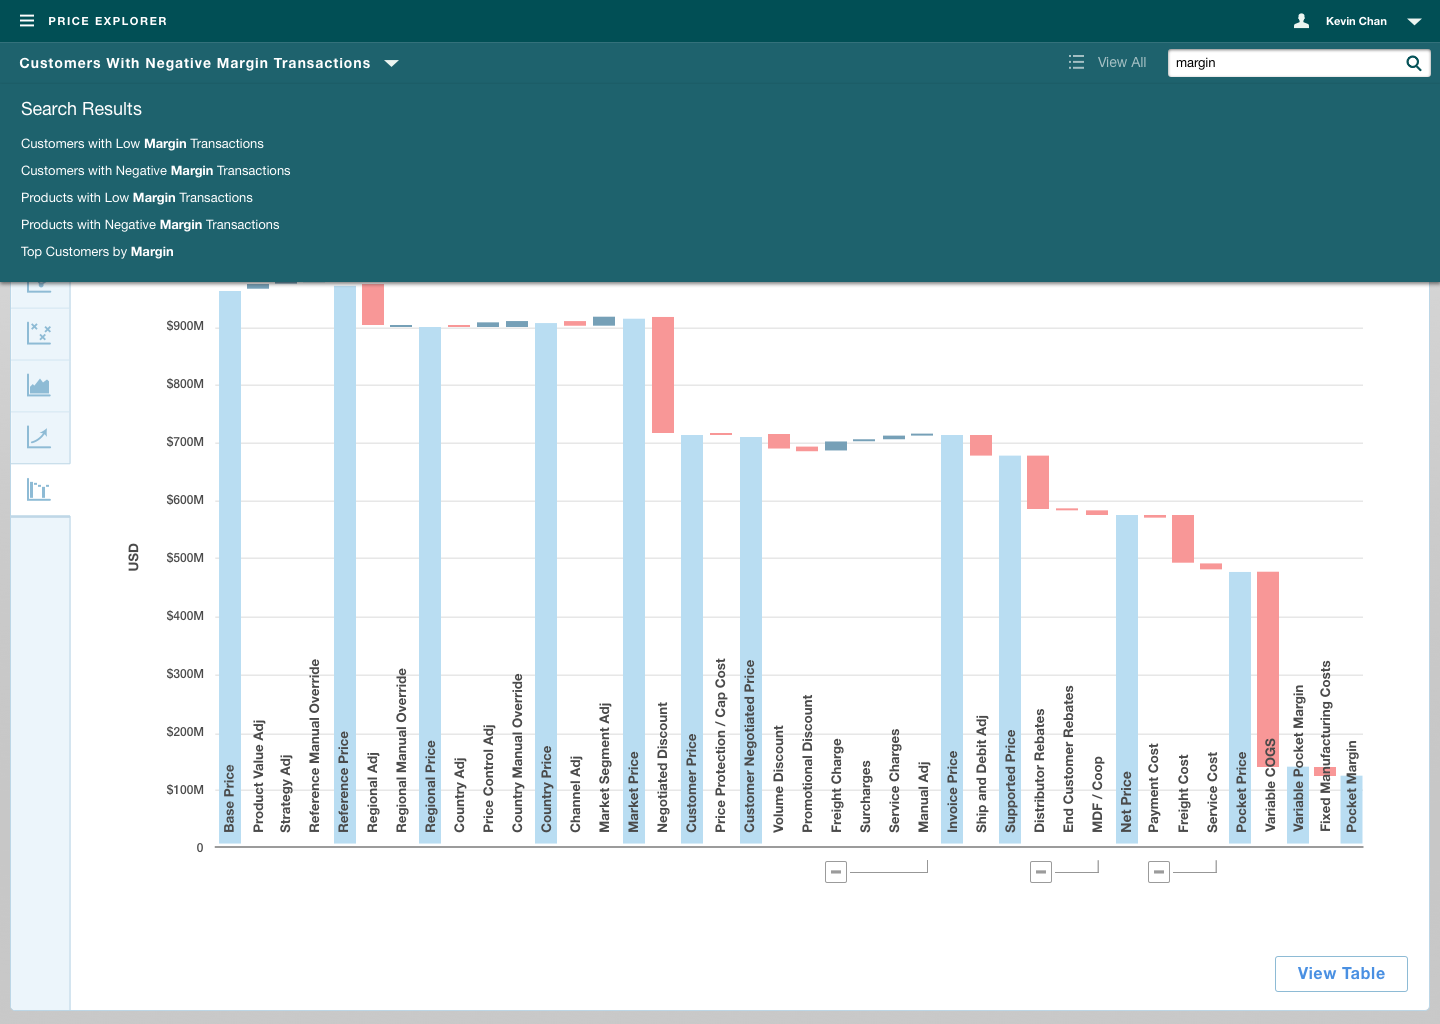 PRICE EXPLORER
Kevin Chan
Customers With Negative Margin Transactions
View All
margin
Search Results
Customers with Low Margin Transactions
Customers with Negative Margin Transactions
Products with Low Margin Transactions
Products with Negative Margin Transactions
Top Customers by Margin
USD
$900M
$800M
$700M
$600M
$500M
$400M
$300M
$200M
$100M
0
Base Price
Product Value Adj
Strategy Adj
Reference Manual Override
Reference Price
Regional Adj
Regional Manual Override
Regional Price
Country Adj
Price Control Adj
Country Manual Override
Country Price
Channel Adj
Market Segment Adj
Market Price
Negotiated Discount
Customer Price
Price Protection / Cap Cost
Customer Negotiated Price
Volume Discount
Promotional Discount
Freight Charge
Surcharges
Service Charges
Manual Adj
Invoice Price
Ship and Debit Adj
Supported Price
Distributor Rebates
End Customer Rebates
MDF / Coop
Net Price
Payment Cost
Freight Cost
Service Cost
Pocket Price
Variable COGS
Variable Pocket Margin
Fixed Manufacturing Costs
Pocket Margin
View Table